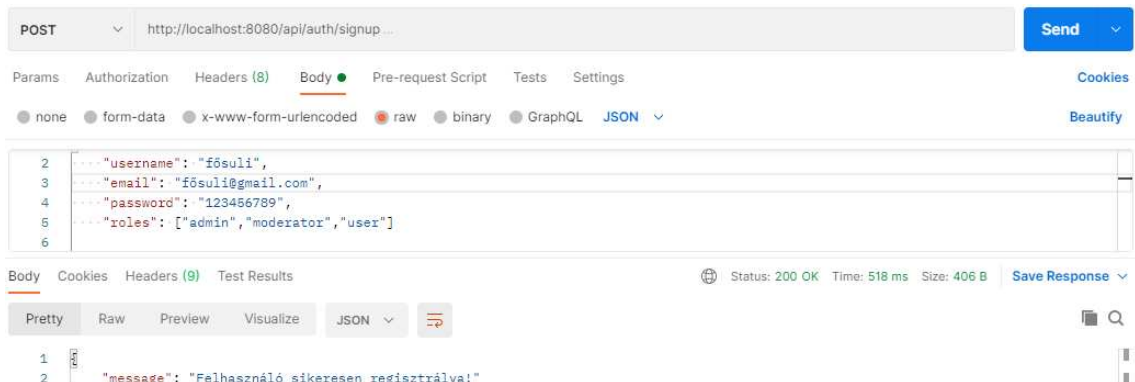 POST http://localhost:8080/api/auth/signup ... Send
Params Authorization Headers (8) Body Pre-request Script Tests Settings Cookies
none form-data x-www-form-urlencoded raw binary GraphQL JSON Beautify
2 "username": "fősuli",
3 "email": "fősuli@gmail.com",
4 "password": "123456789",
5 "roles": ["admin","moderator","user"]
6
Body Cookies Headers (9) Test Results Status: 200 OK Time: 518 ms Size: 406 B Save Response
Pretty Raw Preview Visualize JSON
1 {
2 "message": "Felhasználó sikeresen regisztrálva!"